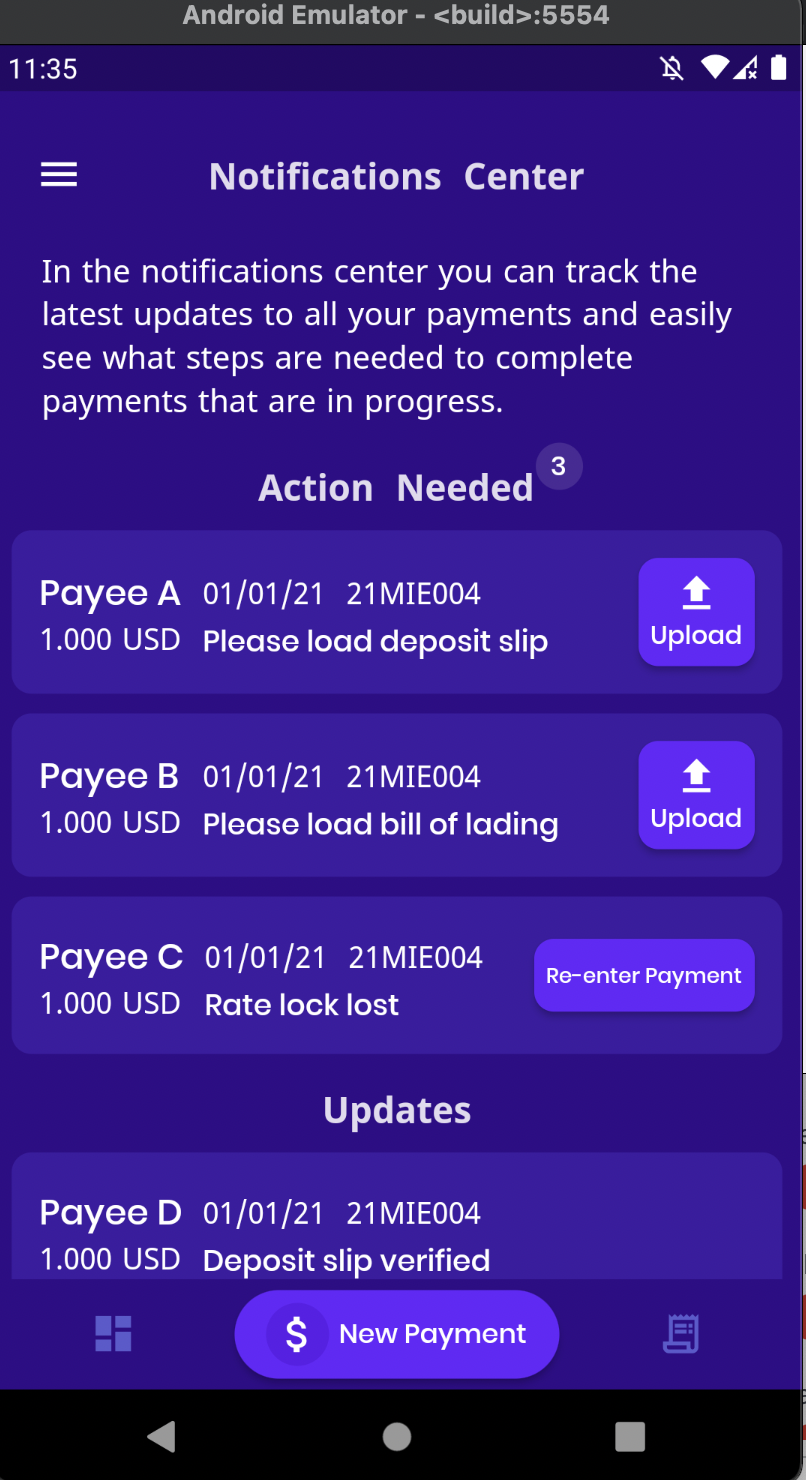 Android Emulator - <build>:5554
11:35
Notifications Center
In the notifications center you can track the
latest updates to all your payments and easily
see what steps are needed to complete
payments that are in progress.
Action Needed 3
Payee A 01/01/21 21MIE004
1.000 USD Please load deposit slip
Upload
Payee B 01/01/21 21MIE004
1.000 USD Please load bill of lading
Upload
Payee C 01/01/21 21MIE004
1.000 USD Rate lock lost
Re-enter Payment
Updates
Payee D 01/01/21 21MIE004
1.000 USD Deposit slip verified
$ New Payment